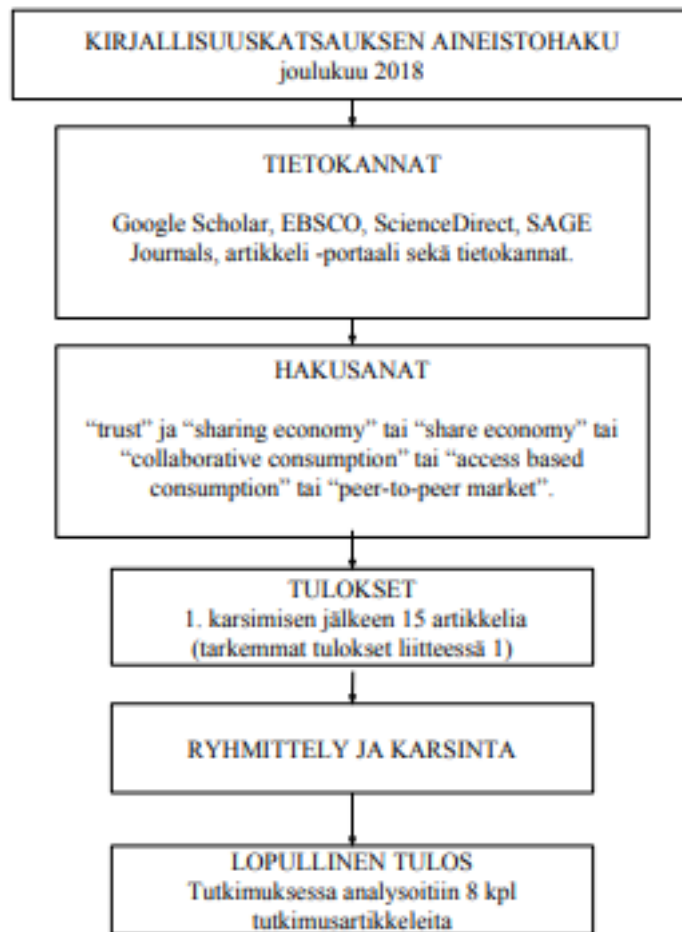 KIRJALLISUUSKATSAUKSEN AINEISTOHAKU
joulukuu 2018
TIETOKANNAT
Google Scholar, EBSCO, ScienceDirect, SAGE
Journals, artikkeli -portaali sekä tietokannat.
HAKUSANAT
“trust” ja “sharing economy” tai “share economy” tai
“collaborative consumption” tai “access based
consumption” tai “peer-to-peer market”.
TULOKSET
1. karsimisen jälkeen 15 artikkelia
(tarkemmat tulokset liitteessä 1)
RYHMITTELY JA KARSINTA
LOPULLINEN TULOS
Tutkimuksessa analysoitiin 8 kpl
tutkimusartikkeleita